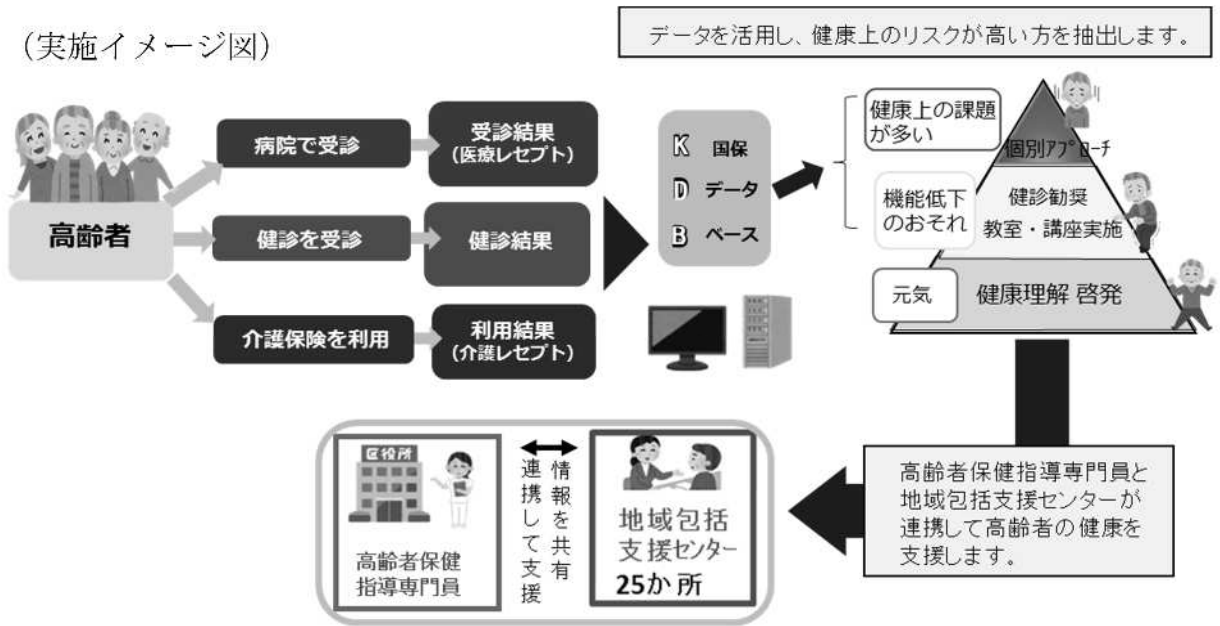 (実施イメージ図)
データを活用し、健康上のリスクが高い方を抽出します。
高齢者
病院で受診
受診結果
(医療レセプト)
健診を受診
健診結果
介護保険を利用
利用結果
(介護レセプト)
K 国保
D データ
B ベース
健康上の課題
が多い
個別アプローチ
機能低下
のおそれ
健診勧奨
教室・講座実施
元気
健康理解 啓発
高齢者保健指導専門員と
地域包括支援センターが
連携して高齢者の健康を
支援します。
区役所
高齢者保健
指導専門員
情報を共有
連携して支援
地域包括
支援センター
25か所